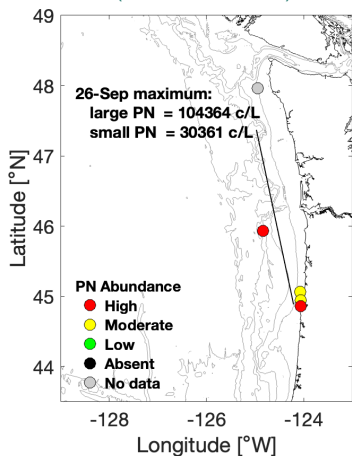 49
48
47
46
45
44
Latitude [°N]
26-Sep maximum:
large PN = 104364 c/L
small PN = 30361 c/L
PN Abundance
High
Moderate
Low
Absent
No data
-128
-126
-124
Longitude [°W]